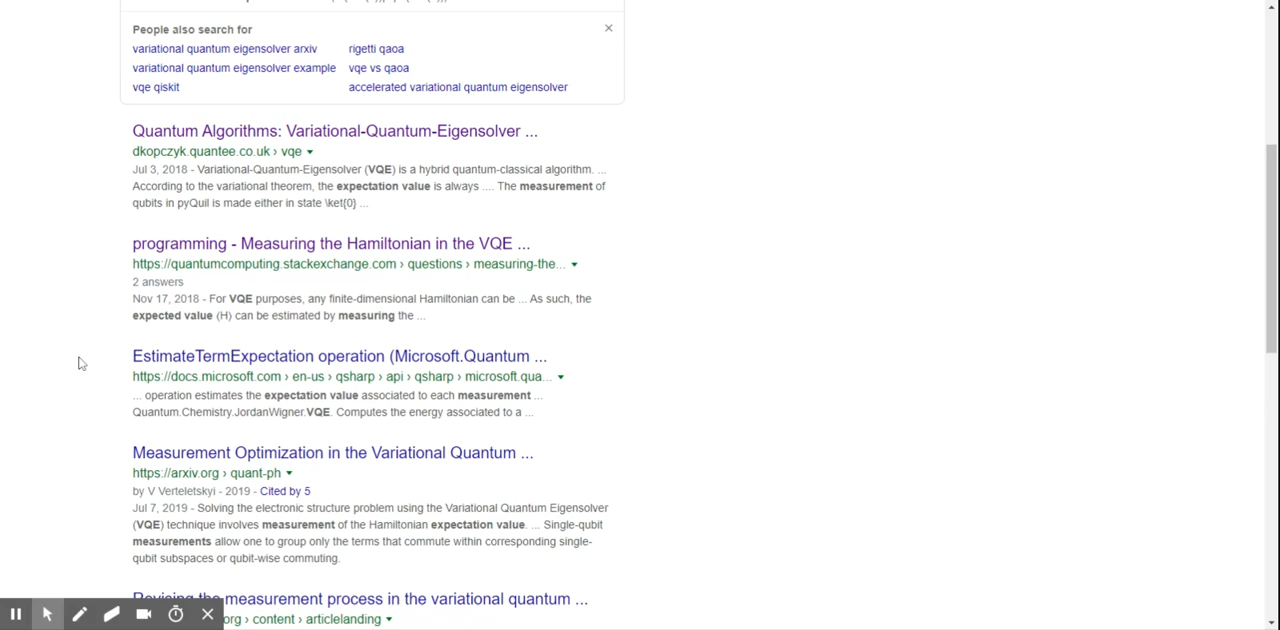 People also search for
variational quantum eigensolver arxiv
rigetti qaoa
variational quantum eigensolver example
vqe vs qaoa
vqe qiskit
accelerated variational quantum eigensolver
Quantum Algorithms: Variational-Quantum-Eigensolver ...
dkopczyk.quantee.co.uk › vqe
Jul 3, 2018 - Variational-Quantum-Eigensolver (VQE) is a hybrid quantum-classical algorithm. ...
According to the variational theorem, the expectation value is always .... The measurement of
qubits in pyQuil is made either in state \ket{0} ...
programming - Measuring the Hamiltonian in the VQE ...
https://quantumcomputing.stackexchange.com › questions › measuring-the...
2 answers
Nov 17, 2018 - For VQE purposes, any finite-dimensional Hamiltonian can be ... As such, the
expected value ⟨H⟩ can be estimated by measuring the ...
EstimateTermExpectation operation (Microsoft.Quantum ...
https://docs.microsoft.com › en-us › qsharp › api › qsharp › microsoft.qua...
... operation estimates the expectation value associated to each measurement ...
Quantum.Chemistry.JordanWigner.VQE. Computes the energy associated to a ...
Measurement Optimization in the Variational Quantum ...
https://arxiv.org › quant-ph
by V Verteletskyi - 2019 - Cited by 5
Jul 7, 2019 - Solving the electronic structure problem using the Variational Quantum Eigensolver
(VQE) technique involves measurement of the Hamiltonian expectation value. ... Single-qubit
measurements allow one to group only the terms that commute within corresponding single-
qubit subspaces or qubit-wise commuting.
Revising the measurement process in the variational quantum ...
org › content › articlelanding